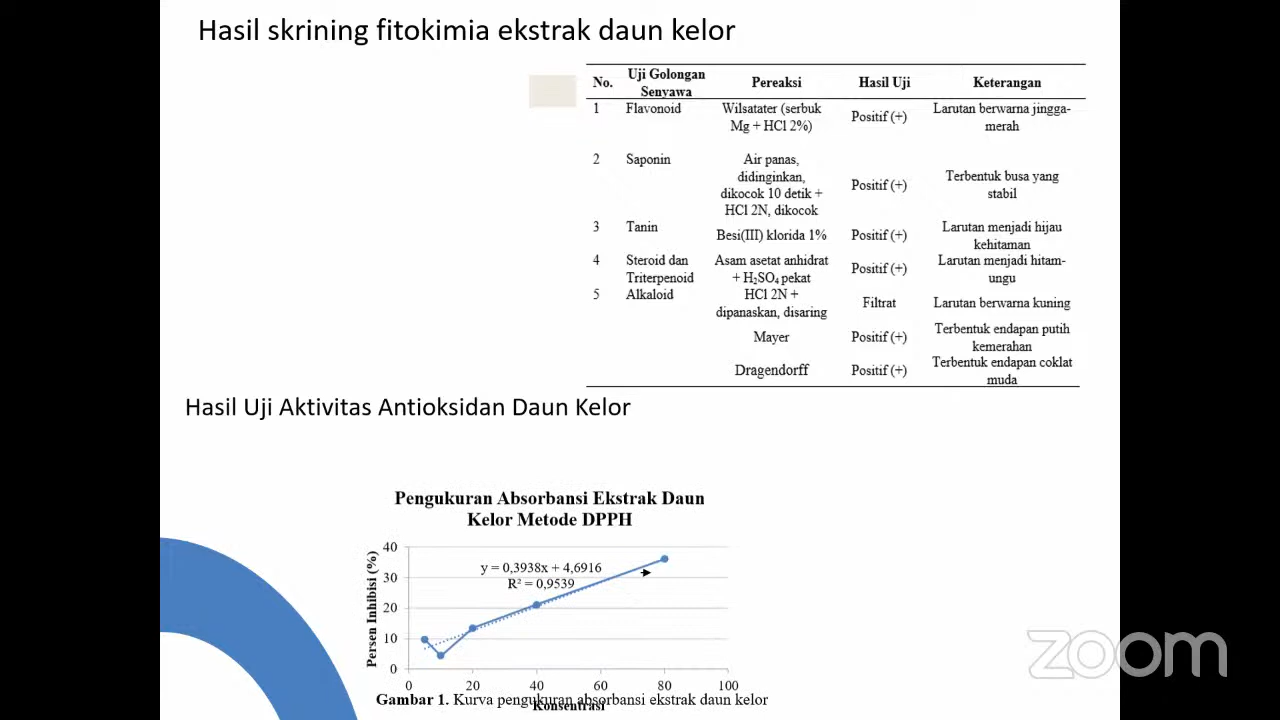 Hasil skrining fitokimia ekstrak daun kelor
No. Uji Golongan Senyawa Pereaksi Hasil Uji Keterangan
1 Flavonoid Wilsatater (serbuk Mg + HCl 2%) Positif (+) Larutan berwarna jingga-merah
2 Saponin Air panas, didinginkan, dikocok 10 detik + HCl 2N, dikocok Positif (+) Terbentuk busa yang stabil
3 Tanin Besi(III) klorida 1% Positif (+) Larutan menjadi hijau kehitaman
4 Steroid dan Triterpenoid Asam asetat anhidrat + H₂SO₄ pekat Positif (+) Larutan menjadi hitam-ungu
5 Alkaloid HCl 2N + dipanaskan, disaring Filtrat Larutan berwarna kuning
Mayer Positif (+) Terbentuk endapan putih kemerahan
Dragendorff Positif (+) Terbentuk endapan coklat muda
Hasil Uji Aktivitas Antioksidan Daun Kelor
Pengukuran Absorbansi Ekstrak Daun
Kelor Metode DPPH
Persen Inhibisi (%)
40
30
20
10
0
y = 0,3938x + 4,6916
R² = 0,9539
0 20 40 60 80 100
Konsentrasi
Gambar 1. Kurva pengukuran absorbansi ekstrak daun kelor
zoom